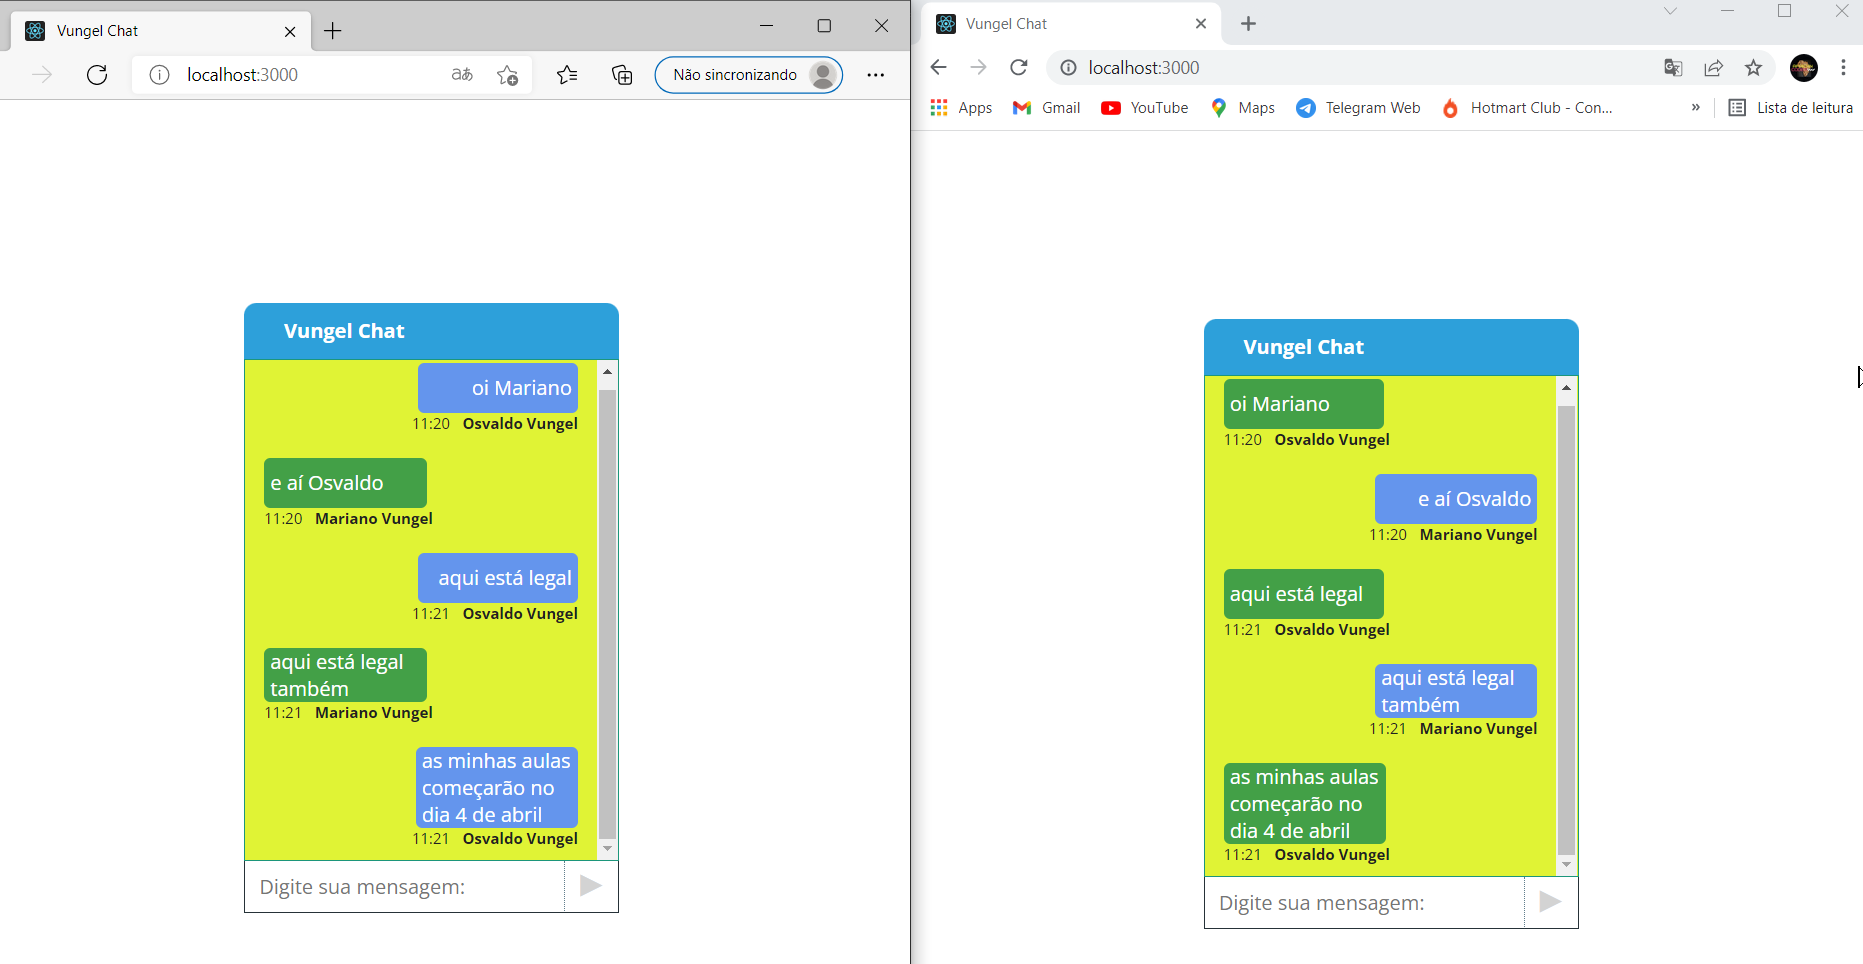 Vungel Chat
localhost:3000
aあ
Não sincronizando
Vungel Chat
oi Mariano
11:20 Osvaldo Vungel
e aí Osvaldo
11:20 Mariano Vungel
aqui está legal
11:21 Osvaldo Vungel
aqui está legal
também
11:21 Mariano Vungel
as minhas aulas
começarão no
dia 4 de abril
11:21 Osvaldo Vungel
Digite sua mensagem:
Vungel Chat
localhost:3000
Apps Gmail YouTube Maps Telegram Web Hotmart Club - Con... » Lista de leitura
Vungel Chat
oi Mariano
11:20 Osvaldo Vungel
e aí Osvaldo
11:20 Mariano Vungel
aqui está legal
11:21 Osvaldo Vungel
aqui está legal
também
11:21 Mariano Vungel
as minhas aulas
começarão no
dia 4 de abril
11:21 Osvaldo Vungel
Digite sua mensagem: